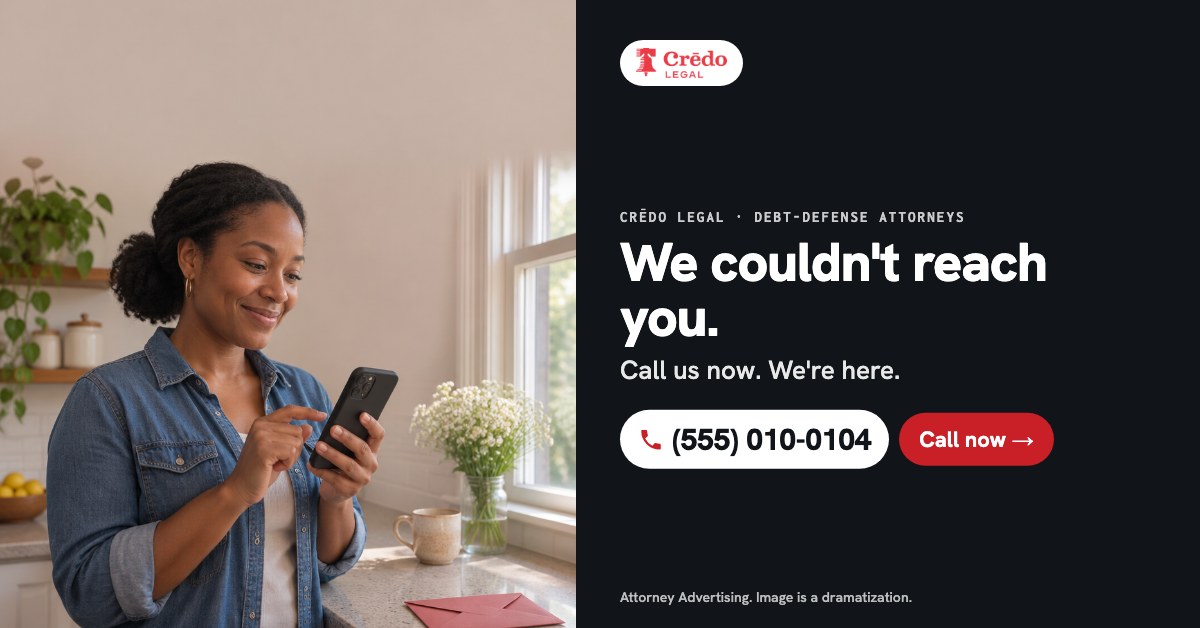 Crēdo
LEGAL
CRĒDO LEGAL · DEBT-DEFENSE ATTORNEYS
We couldn't reach
you.
Call us now. We're here.
(555) 010-0104
Call now →
Attorney Advertising. Image is a dramatization.